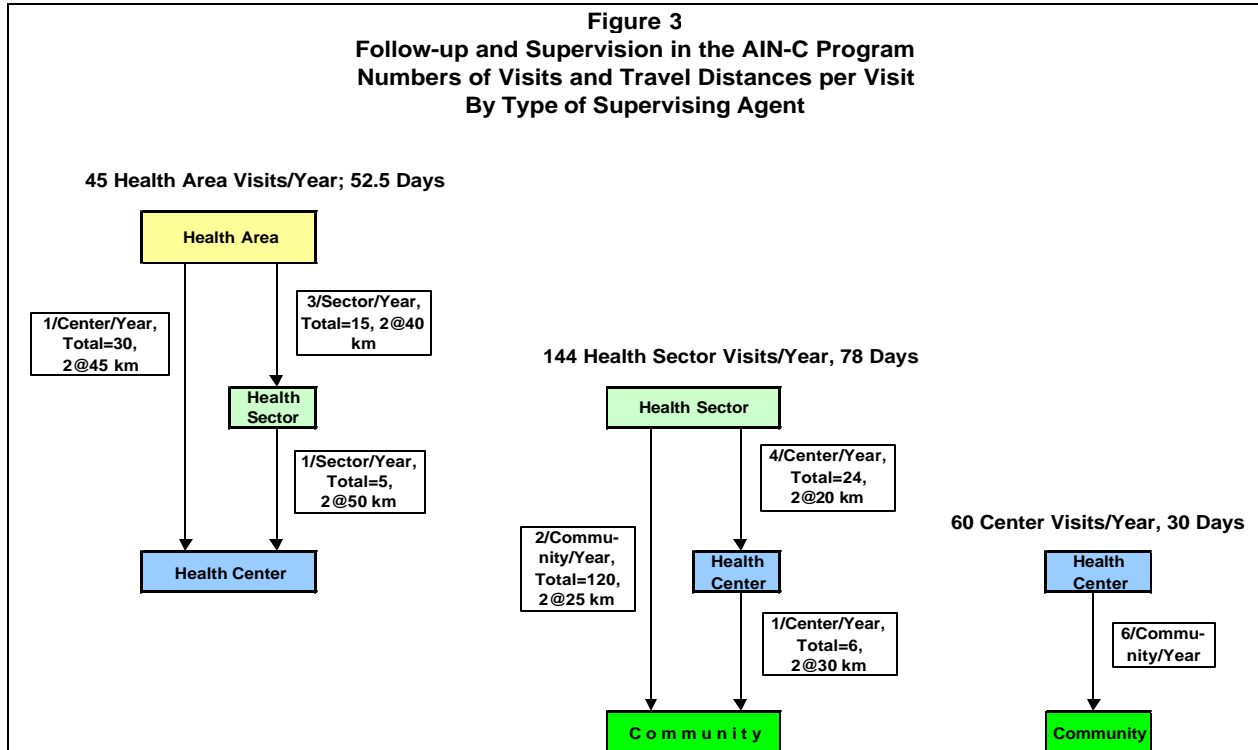 Figure 3
Follow-up and Supervision in the AIN-C Program
Numbers of Visits and Travel Distances per Visit
By Type of Supervising Agent
45 Health Area Visits/Year; 52.5 Days
Health Area
1/Center/Year,
Total=30,
2@45 km
3/Sector/Year,
Total=15, 2@40
km
Health
Sector
1/Sector/Year,
Total=5,
2@50 km
Health Center
144 Health Sector Visits/Year, 78 Days
Health Sector
4/Center/Year,
Total=24,
2@20 km
2/Commu-
nity/Year,
Total=120,
2@25 km
Health
Center
1/Center/Year,
Total=6,
2@30 km
Community
60 Center Visits/Year, 30 Days
Health
Center
6/Commu-
nity/Year
Community